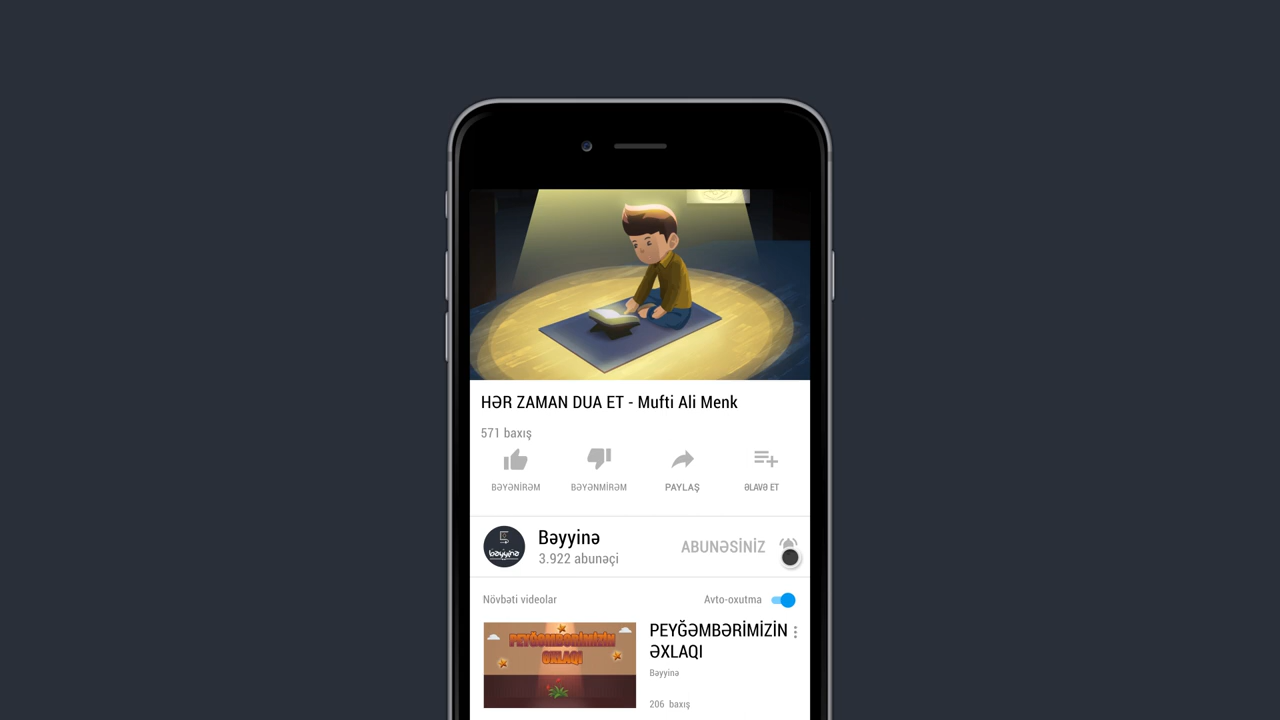 HƏR ZAMAN DUA ET - Mufti Ali Menk
571 baxış
BƏYƏNİRƏM BƏYƏNMİRƏM PAYLAŞ ƏLAVƏ ET
bəyyinə
Bəyyinə
ABUNƏSİNİZ
3.922 abunəçi
Növbəti videolar
Avto-oxutma
PEYĞƏMBƏRİMİZİN
ƏXLAQI
PEYĞƏMBƏRİMİZİN
ƏXLAQI
Bəyyinə
206 baxış